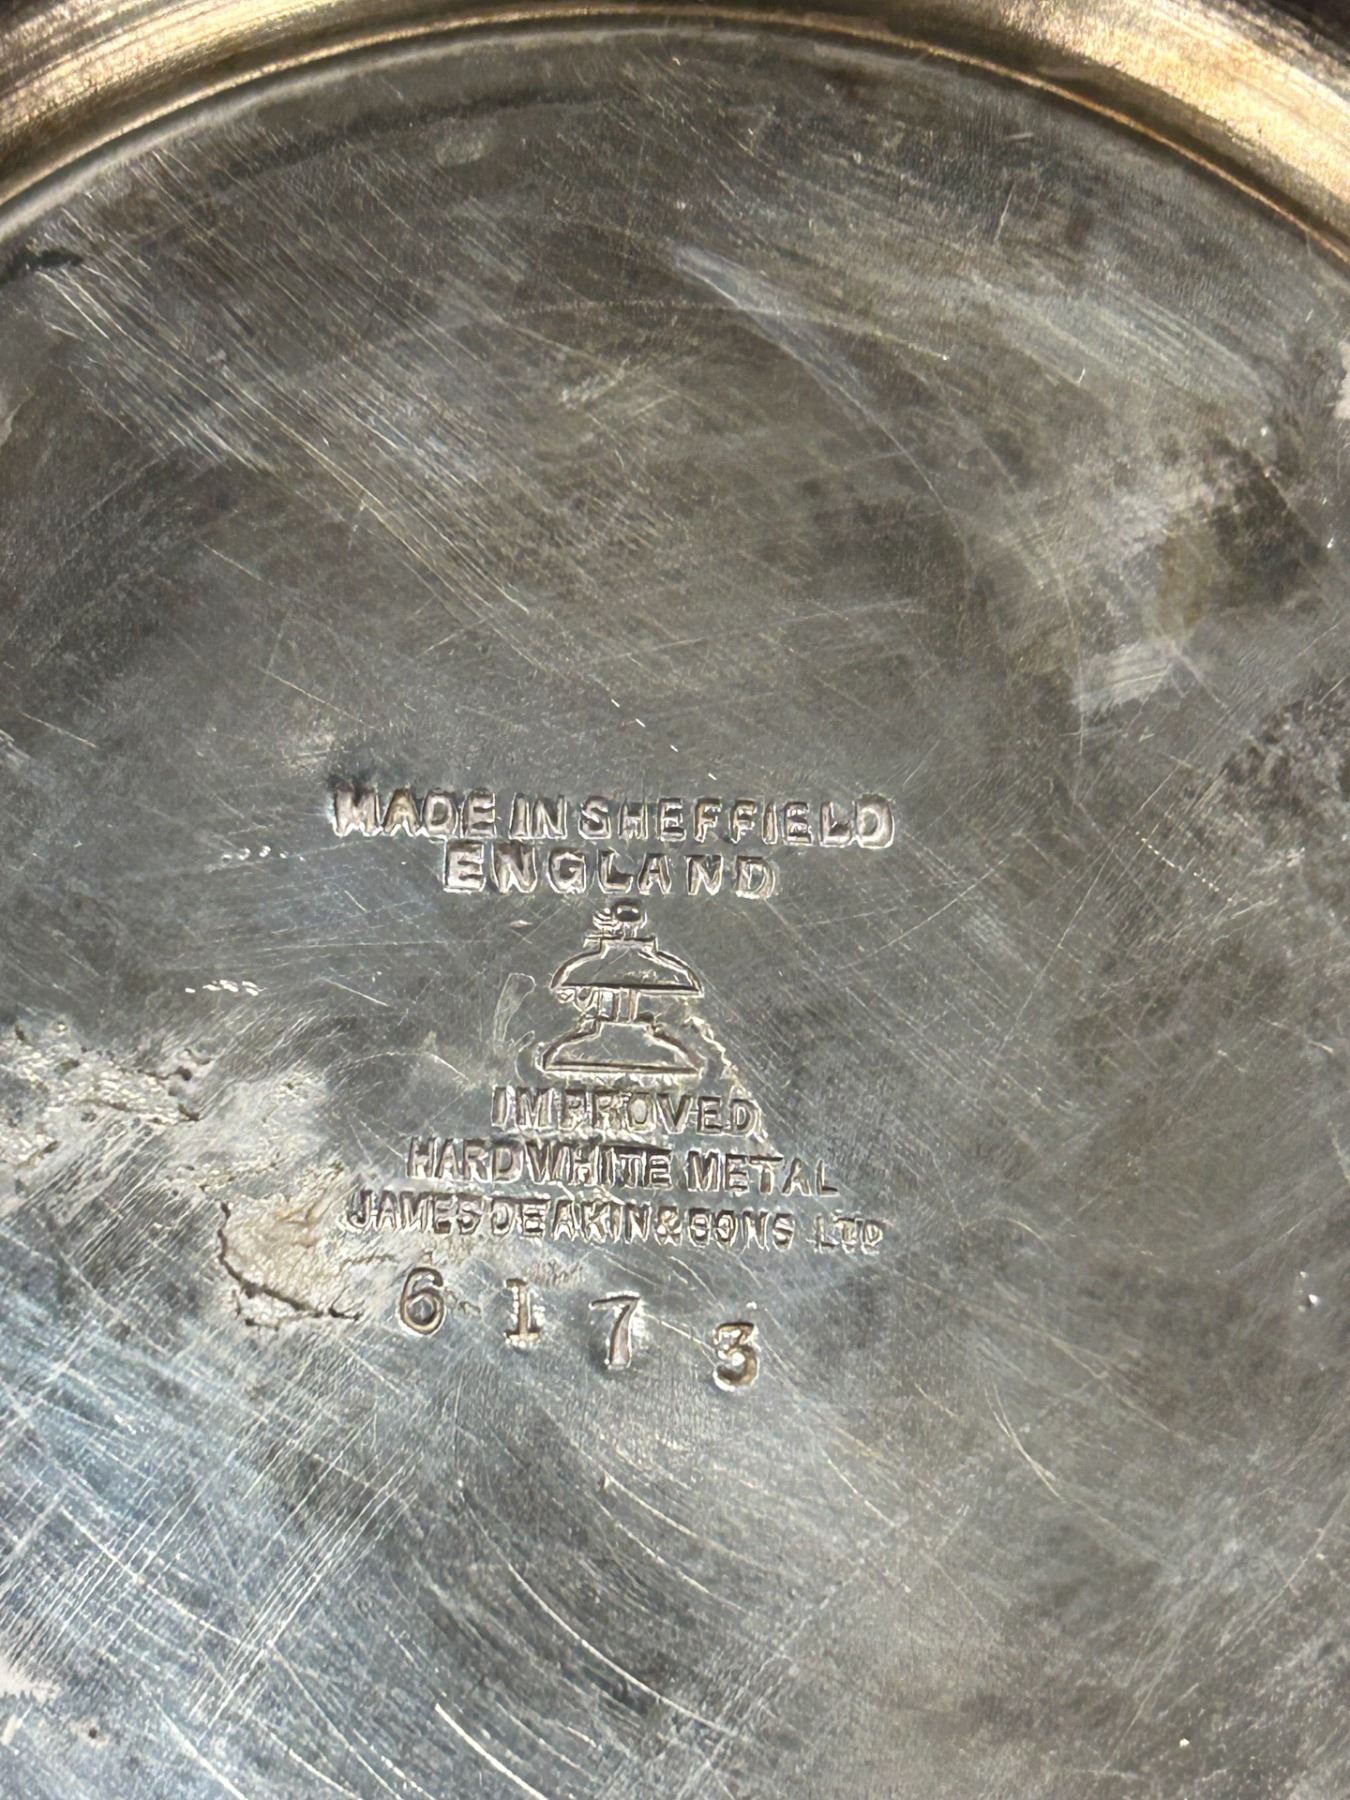 MADE IN SHEFFIELD
ENGLAND
IMPROVED
HARD WHITE METAL
JAMES DEAKIN & SONS LTD
6173